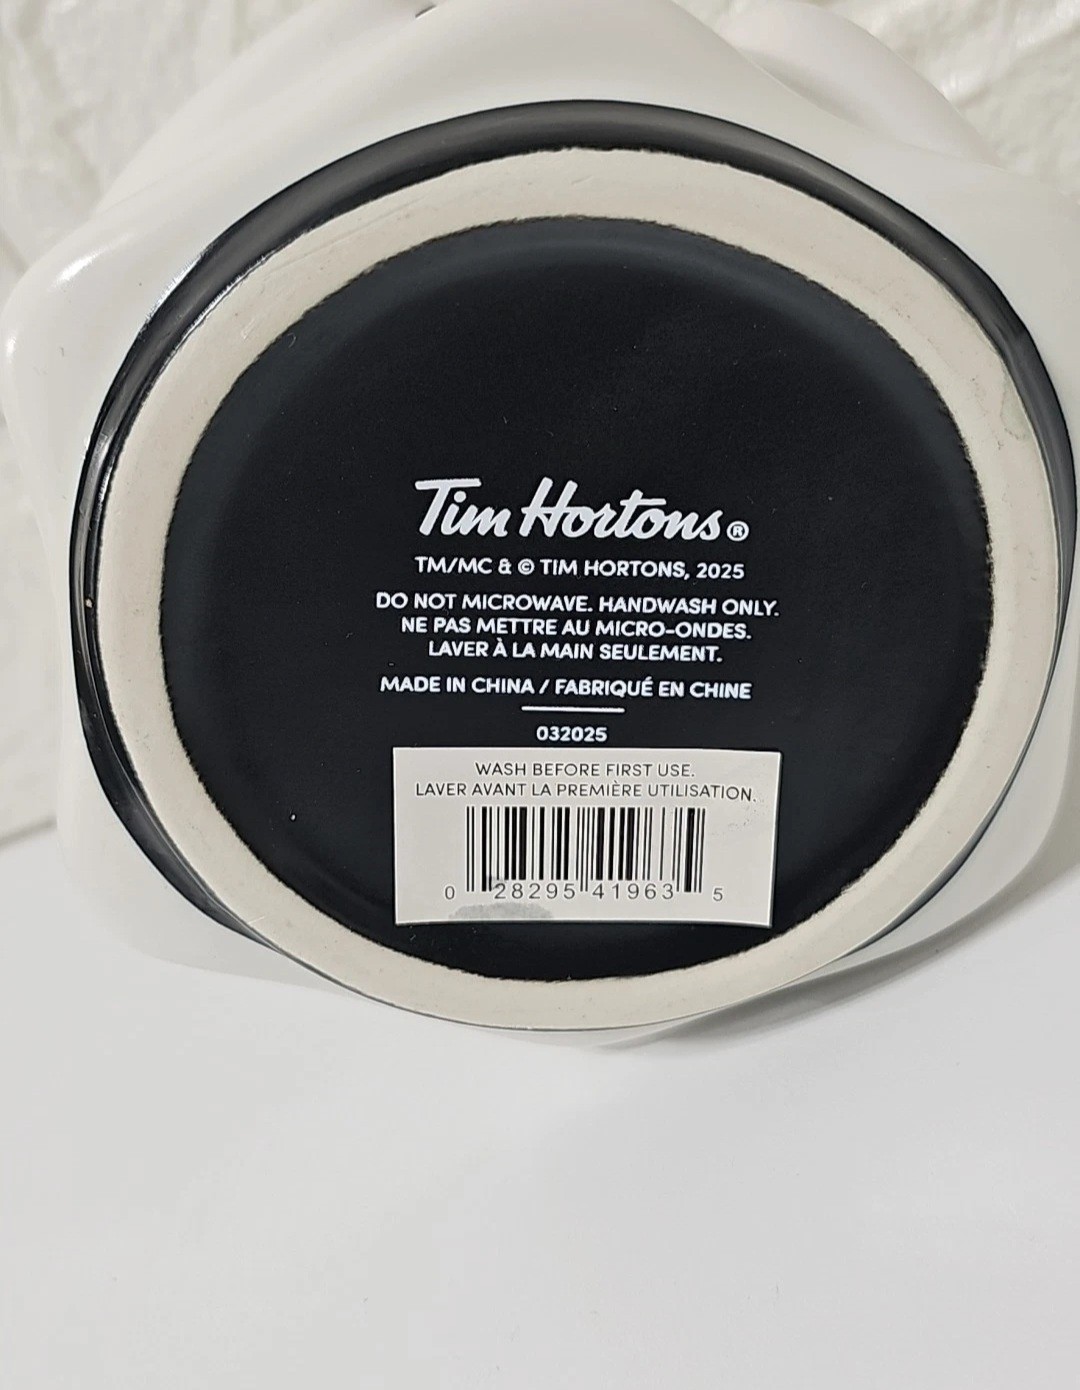 Tim Hortons®
TM/MC & © TIM HORTONS, 2025
DO NOT MICROWAVE. HANDWASH ONLY.
NE PAS METTRE AU MICRO-ONDES.
LAVER À LA MAIN SEULEMENT.
MADE IN CHINA / FABRIQUÉ EN CHINE
032025
WASH BEFORE FIRST USE.
LAVER AVANT LA PREMIÈRE UTILISATION.
0 28295 41963 5